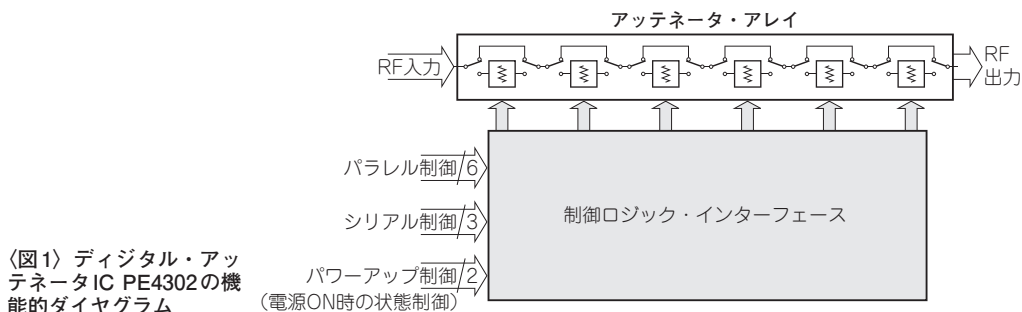 アッテネータ・アレイ
RF入力
RF
出力
パラレル制御/6
シリアル制御/3
パワーアップ制御/2
（電源ON時の状態制御）
制御ロジック・インターフェース
〈図1〉ディジタル・アッ
テネータIC PE4302の機
能的ダイヤグラム